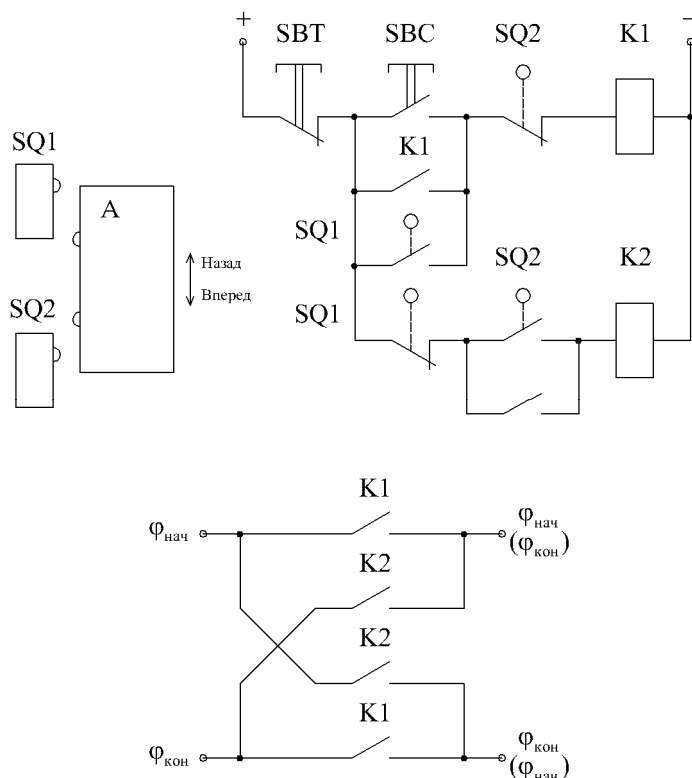 + SBT SBC SQ2 K1 −
SQ1
A
Назад
Вперед
SQ2
K1
SQ1
SQ2 K2
SQ1
K1
φнач
φнач
(φкон)
K2
K2
K1
φкон
φкон
(φнач)